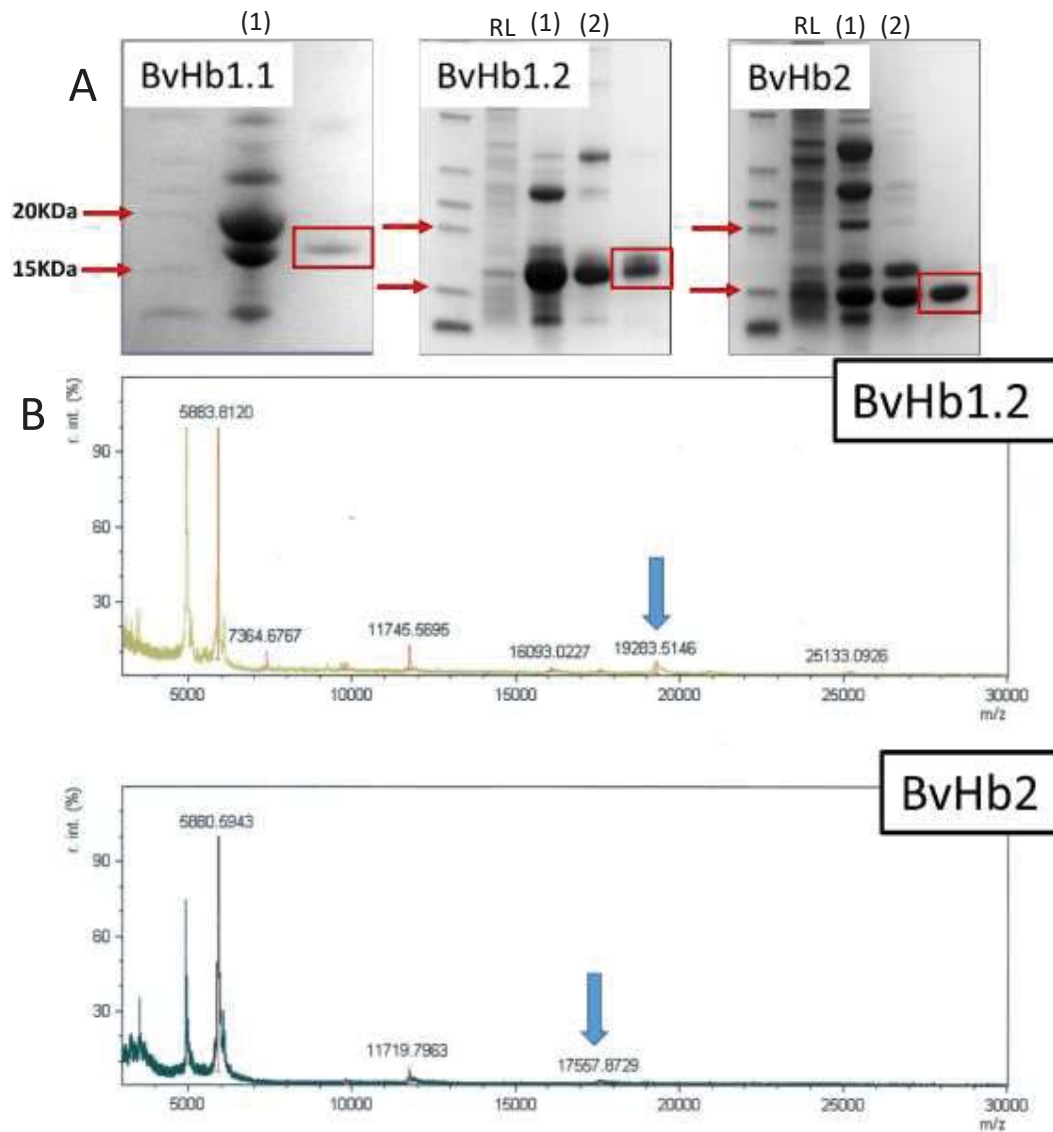 (1)
RL (1) (2)
RL (1) (2)
A
BvHb1.1
BvHb1.2
BvHb2
20KDa
15KDa
B
BvHb1.2
r. int. (%)
5883.8120
90
60
30
7364.6767
11745.5695
16093.0227
19283.5146
25133.0926
5000 10000 15000 20000 25000 30000
m/z
BvHb2
r. int. (%)
5880.5943
90
60
30
11719.7963
17557.8729
5000 10000 15000 20000 25000 30000
m/z